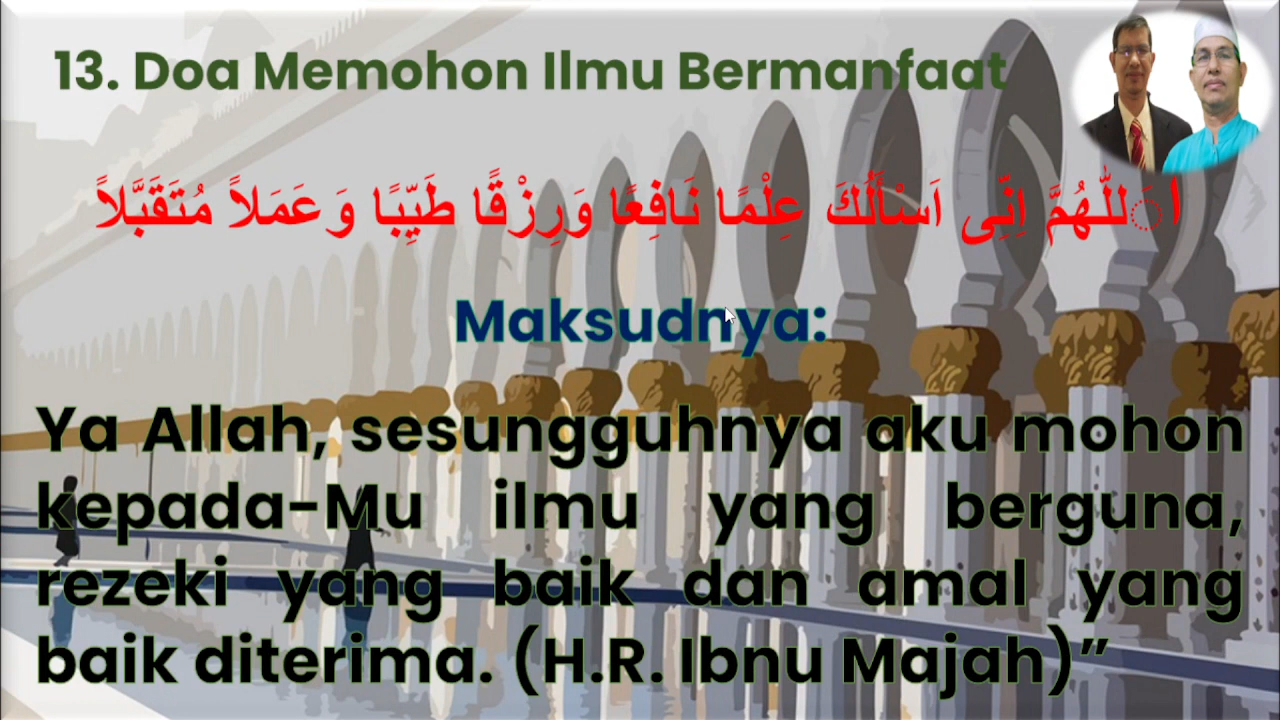 13. Doa Memohon Ilmu Bermanfaat
اَللّٰهُمَّ اِنِّى اَسْأَلُكَ عِلْمًا نَافِعًا وَرِزْقًا طَيِّبًا وَعَمَلاً مُتَقَبَّلاً
Maksudnya:
Ya Allah, sesungguhnya aku mohon
kepada-Mu ilmu yang berguna,
rezeki yang baik dan amal yang
baik diterima. (H.R. Ibnu Majah)”